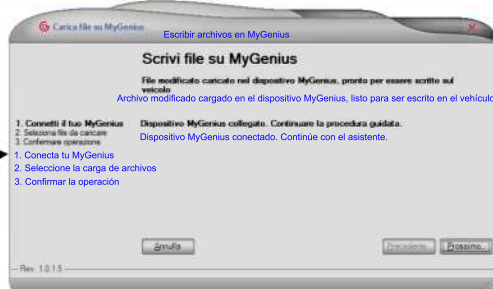 Carica file su MyGenius
Escribir archivos en MyGenius
Scrivi file su MyGenius
File modificato caricato nel dispositivo MyGenius, pronto per essere scritto sul
veicolo
Archivo modificado cargado en el dispositivo MyGenius, listo para ser escrito en el vehículo
1. Connetti il tuo MyGenius
2. Seleziona file da caricare
3. Confermare operazione
Dispositivo MyGenius collegato. Continuare la procedura guidata.
Dispositivo MyGenius conectado. Continúe con el asistente.
1. Conecta tu MyGenius
2. Seleccione la carga de archivos
3. Confirmar la operación
Annulla
Precedente
Prossimo...
Rev: 1.0.1.5